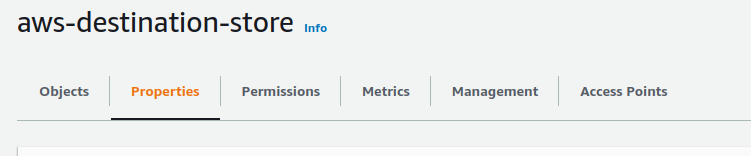 aws-destination-store Info
Objects Properties Permissions Metrics Management Access Points